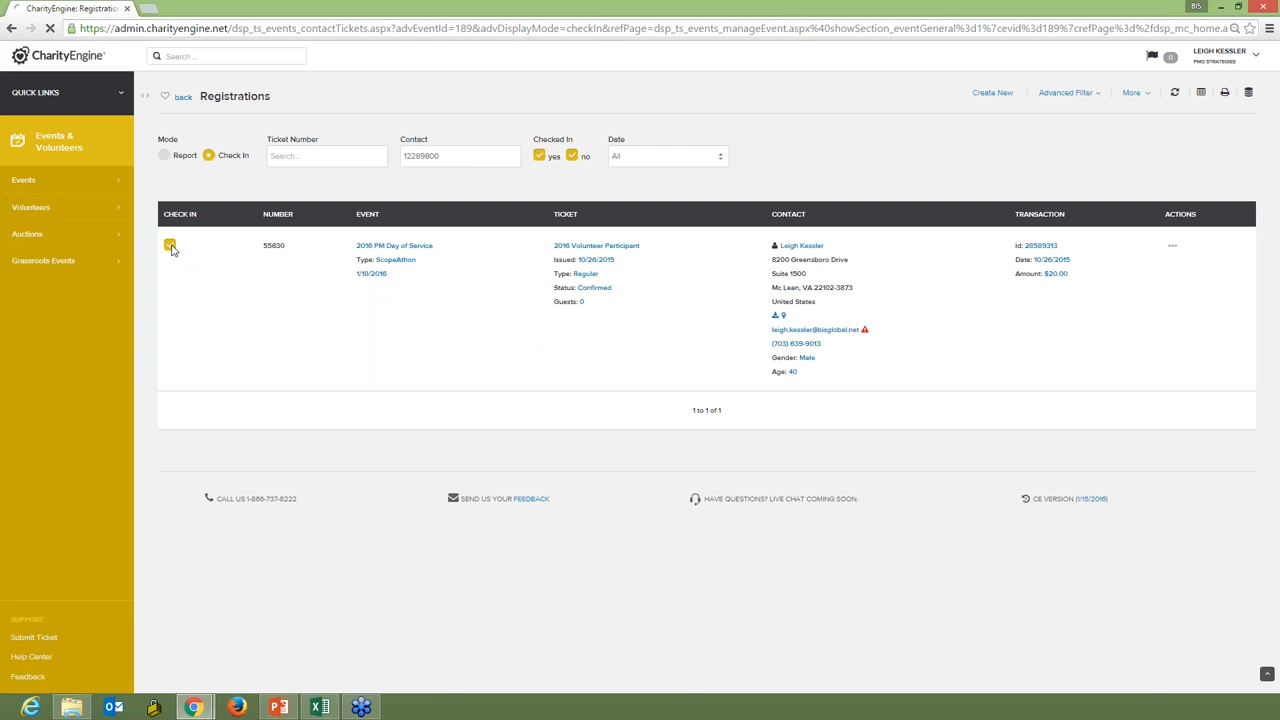 CharityEngine: Registrati
BIS
https://admin.charityengine.net/dsp_ts_events_contactTickets.aspx?advEventId=189&advDisplayMode=checkIn&refPage=dsp_ts_events_manageEvent.aspx%40showSection_eventGeneral%3d1%7cevid%3d189%7crefPage%3d%2fdsp_mc_home.a
CharityEngine
Search ...
0
LEIGH KESSLER
PMO STRATEGIES
QUICK LINKS
back
Registrations
Create New
Advanced Filter
More
Events & Volunteers
Mode
Ticket Number
Contact
Checked In
Date
Report
Check In
Search...
12289800
yes
no
All
Events
Volunteers
Auctions
Grassroots Events
CHECK IN NUMBER EVENT TICKET CONTACT TRANSACTION ACTIONS
55630
2016 PM Day of Service
Type: ScopeAthon
1/18/2016
2016 Volunteer Participant
Issued: 10/26/2015
Type: Regular
Status: Confirmed
Guests: 0
Leigh Kessler
8200 Greensboro Drive
Suite 1500
Mc Lean, VA 22102-3873
United States
leigh.kessler@bisglobal.net
(703) 639-9013
Gender: Male
Age: 40
Id: 28589313
Date: 10/26/2015
Amount: $20.00
1 to 1 of 1
CALL US 1-866-737-8222
SEND US YOUR FEEDBACK
HAVE QUESTIONS? LIVE CHAT COMING SOON.
CE VERSION (1/15/2016)
SUPPORT
Submit Ticket
Help Center
Feedback